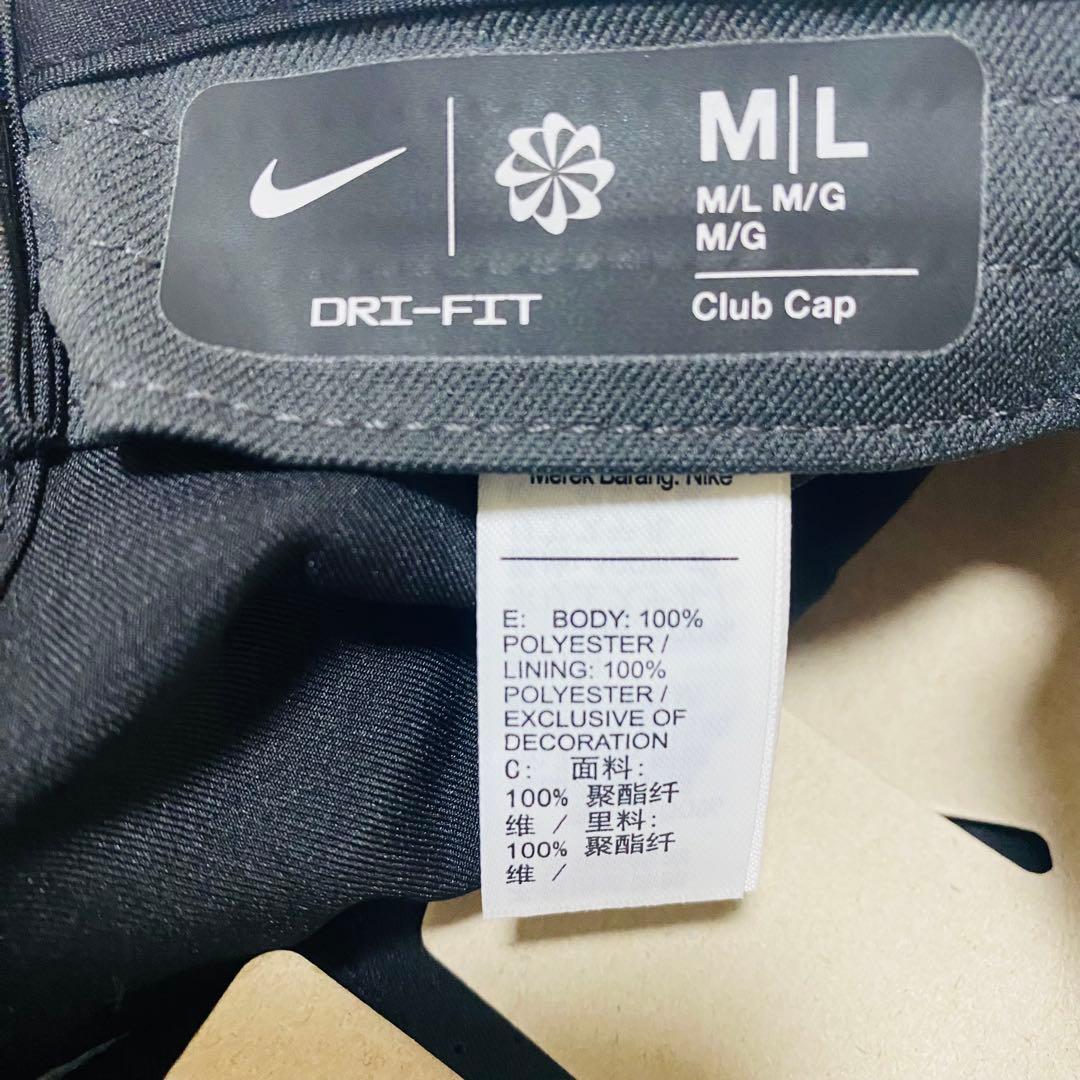 M|L
M/L M/G
M/G
DRI-FIT
Club Cap
Merek Barang: Nike
E: BODY: 100%
POLYESTER /
LINING: 100%
POLYESTER /
EXCLUSIVE OF
DECORATION
C: 面料:
100% 聚酯纤
维 / 里料:
100% 聚酯纤
维 /